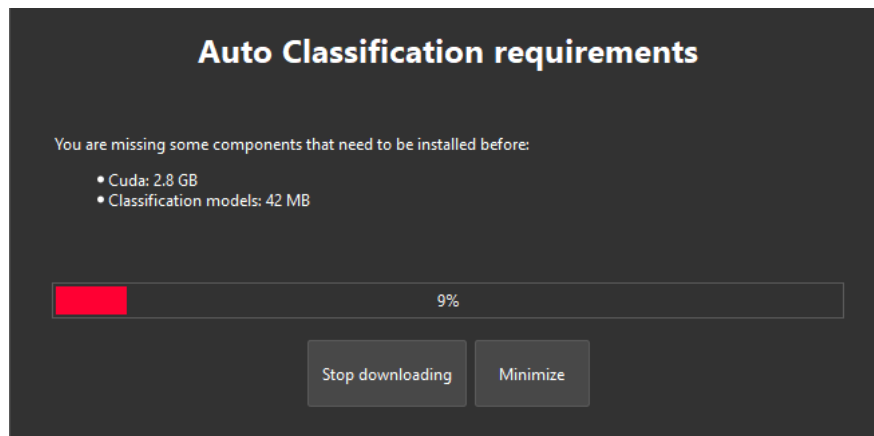 Auto Classification requirements
You are missing some components that need to be installed before:
• Cuda: 2.8 GB
• Classification models: 42 MB
9%
Stop downloading
Minimize